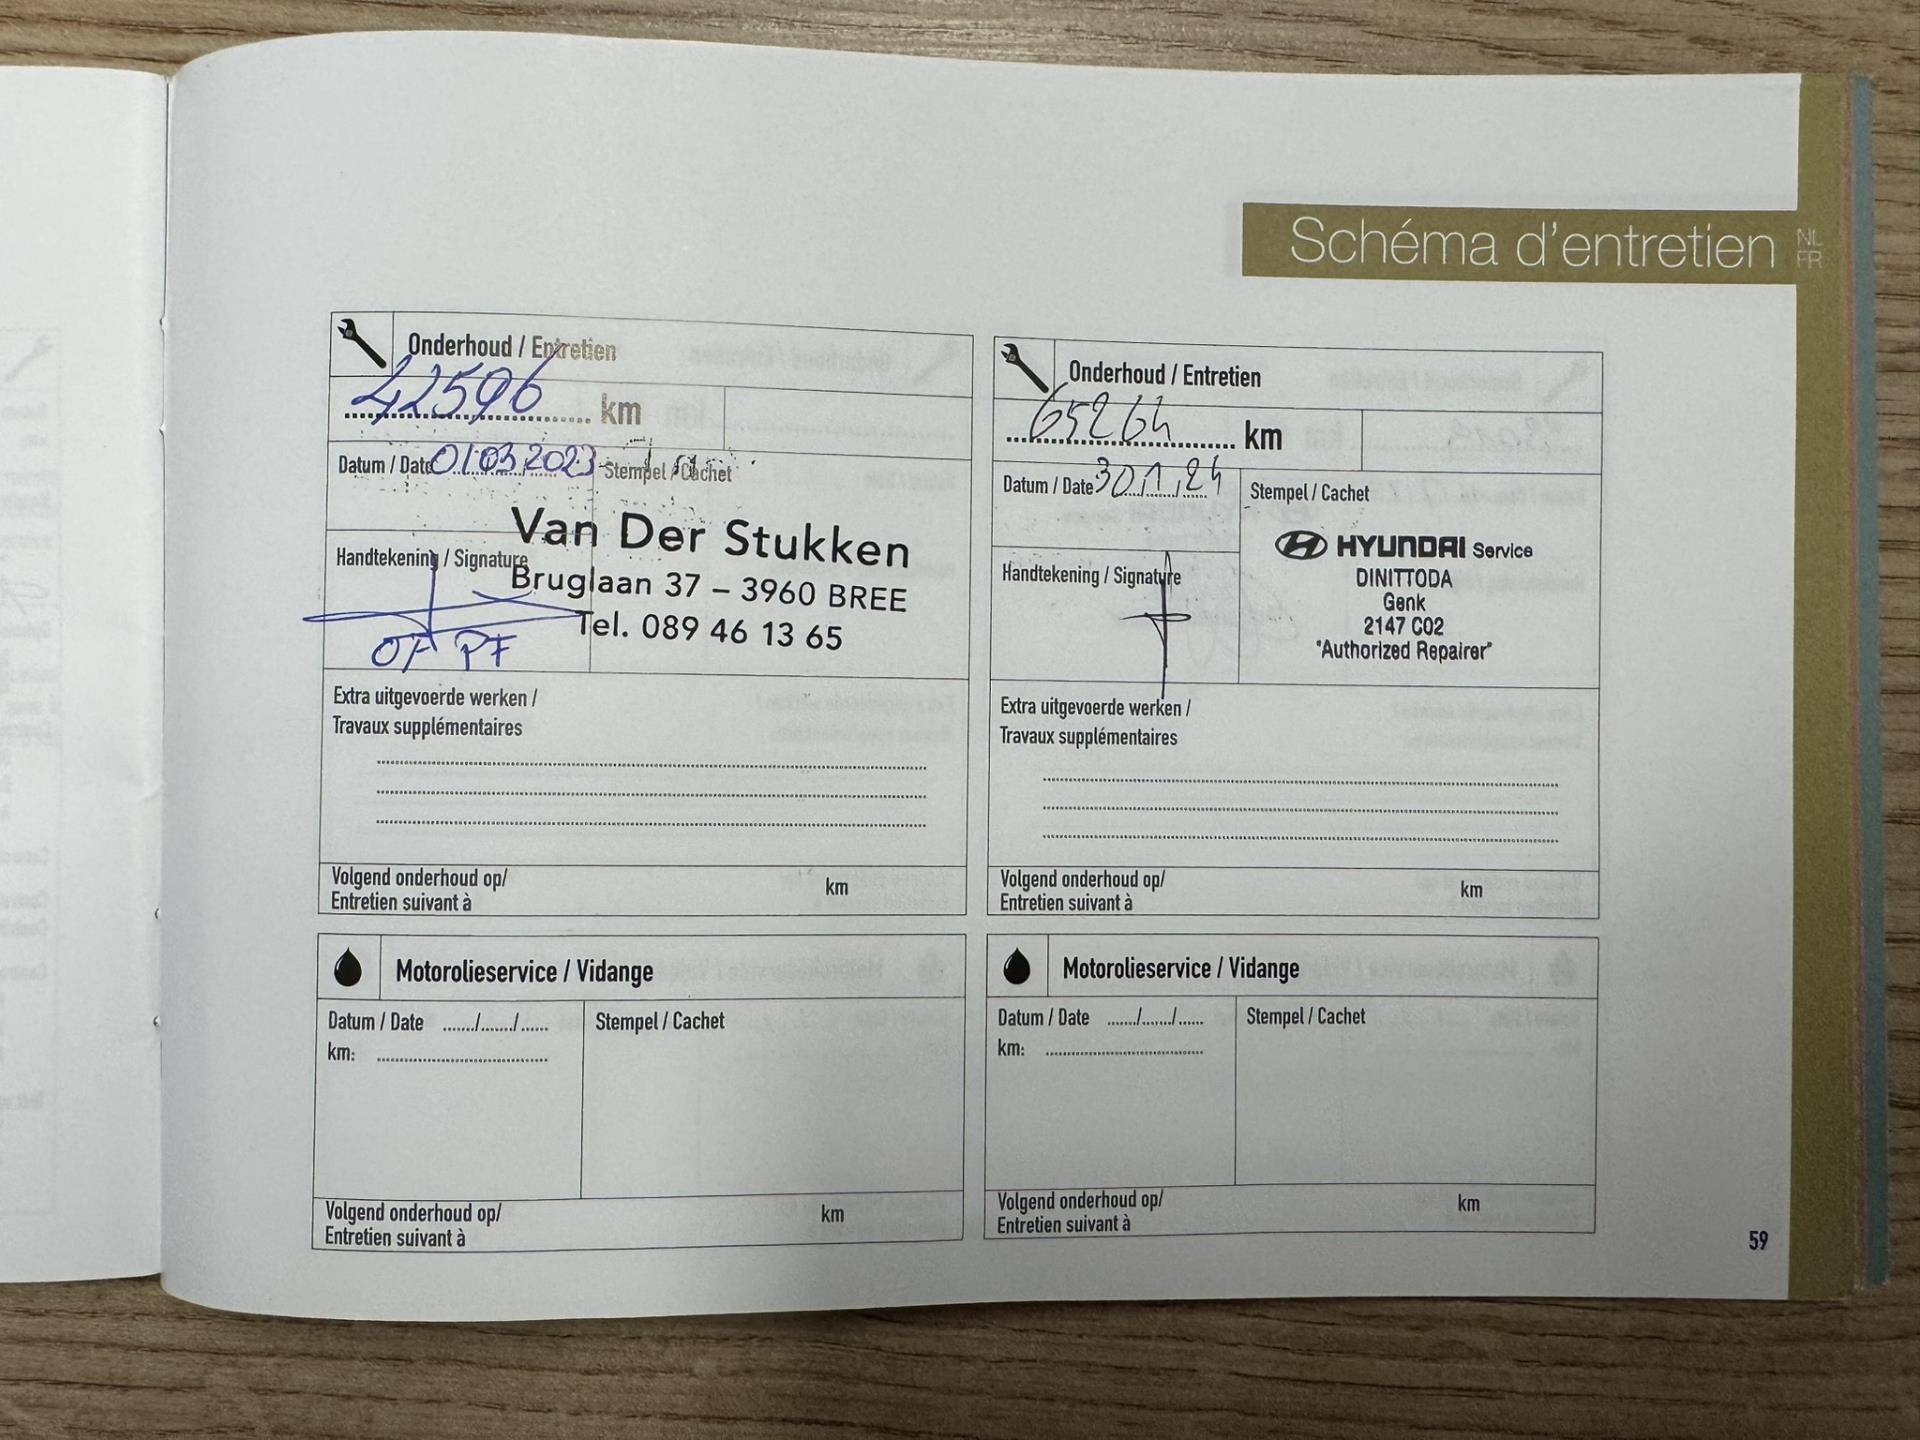 Schéma d'entretien
NL
FR
Onderhoud / Entretien
42596 km
Datum / Date 01/03/2023
Stempel / Cachet
Van Der Stukken
Bruglaan 37 – 3960 BREE
Tel. 089 46 13 65
Handtekening / Signature
OF PF
Extra uitgevoerde werken /
Travaux supplémentaires
Volgend onderhoud op/
Entretien suivant à
km
Onderhoud / Entretien
65264 km
Datum / Date 30/1/24
Stempel / Cachet
HYUNDAI Service
DINITTODA
Genk
2147 C02
"Authorized Repairer"
Handtekening / Signature
Extra uitgevoerde werken /
Travaux supplémentaires
Volgend onderhoud op/
Entretien suivant à
km
Motorolieservice / Vidange
Datum / Date ......./......./......
km:
Stempel / Cachet
Volgend onderhoud op/
Entretien suivant à
km
Motorolieservice / Vidange
Datum / Date ......./......./......
km:
Stempel / Cachet
Volgend onderhoud op/
Entretien suivant à
km
59